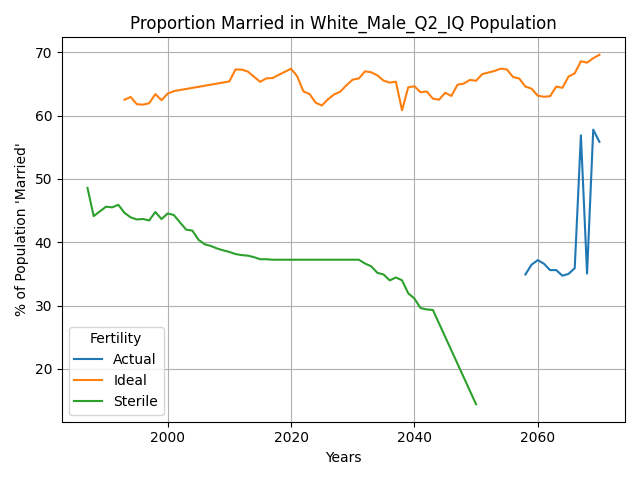 Proportion Married in White_Male_Q2_IQ Population
% of Population 'Married'
70
60
50
40
30
20
Fertility
Actual
Ideal
Sterile
2000 2020 2040 2060
Years